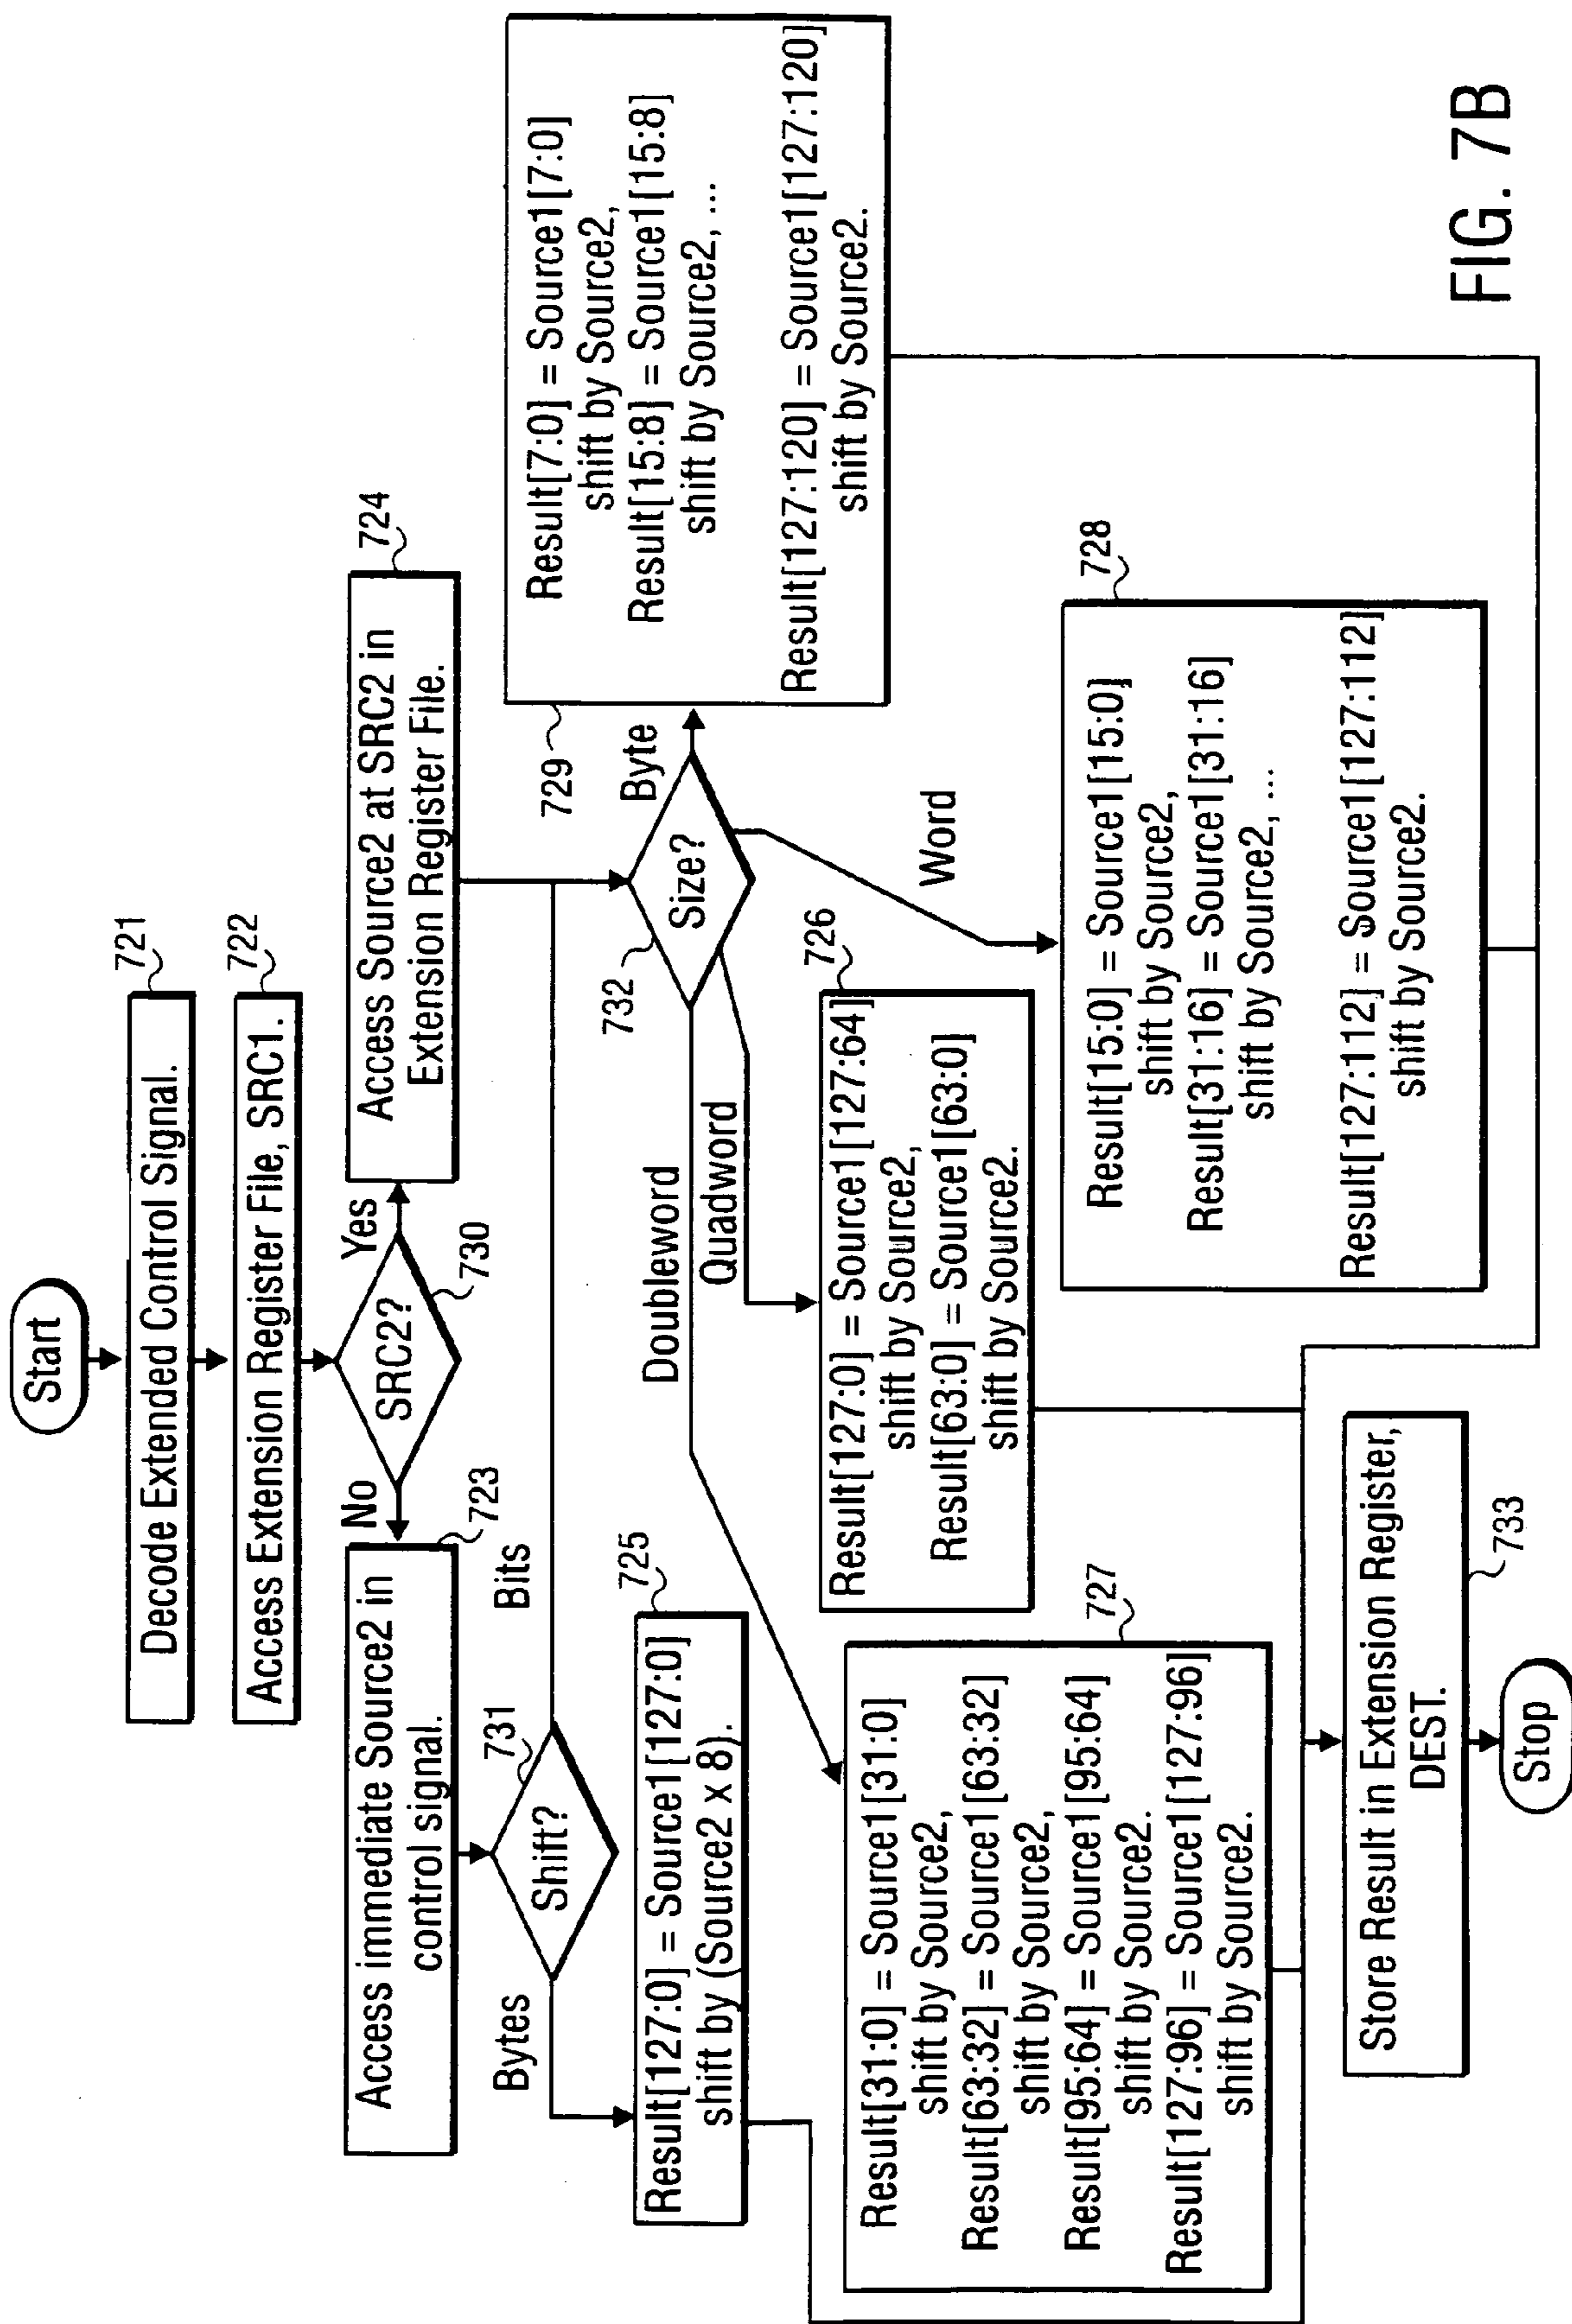 Start
721
Decode Extended Control Signal.
722
Access Extension Register File, SRC1.
SRC2?
730
No
Yes
723
Access immediate Source2 in
control signal.
724
Access Source2 at SRC2 in
Extension Register File.
731
Shift?
Bytes
Bits
725
Result[127:0] = Source1[127:0]
shift by (Source2 x 8).
732
Size?
Doubleword
Quadword
Byte
Word
729
Result[7:0] = Source1[7:0]
shift by Source2,
Result[15:8] = Source1[15:8]
shift by Source2, ...
Result[127:120] = Source1[127:120]
shift by Source2.
726
Result[127:0] = Source1[127:64]
shift by Source2,
Result[63:0] = Source1[63:0]
shift by Source2.
727
Result[31:0] = Source1[31:0]
shift by Source2,
Result[63:32] = Source1[63:32]
shift by Source2,
Result[95:64] = Source1[95:64]
shift by Source2.
Result[127:96] = Source1[127:96]
shift by Source2.
728
Result[15:0] = Source1[15:0]
shift by Source2,
Result[31:16] = Source1[31:16]
shift by Source2, ...
Result[127:112] = Source1[127:112]
shift by Source2.
Store Result in Extension Register,
DEST.
733
Stop
FIG. 7B